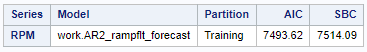 Series Model Partition AIC SBC
RPM work.AR2_rampflt_forecast Training 7493.62 7514.09